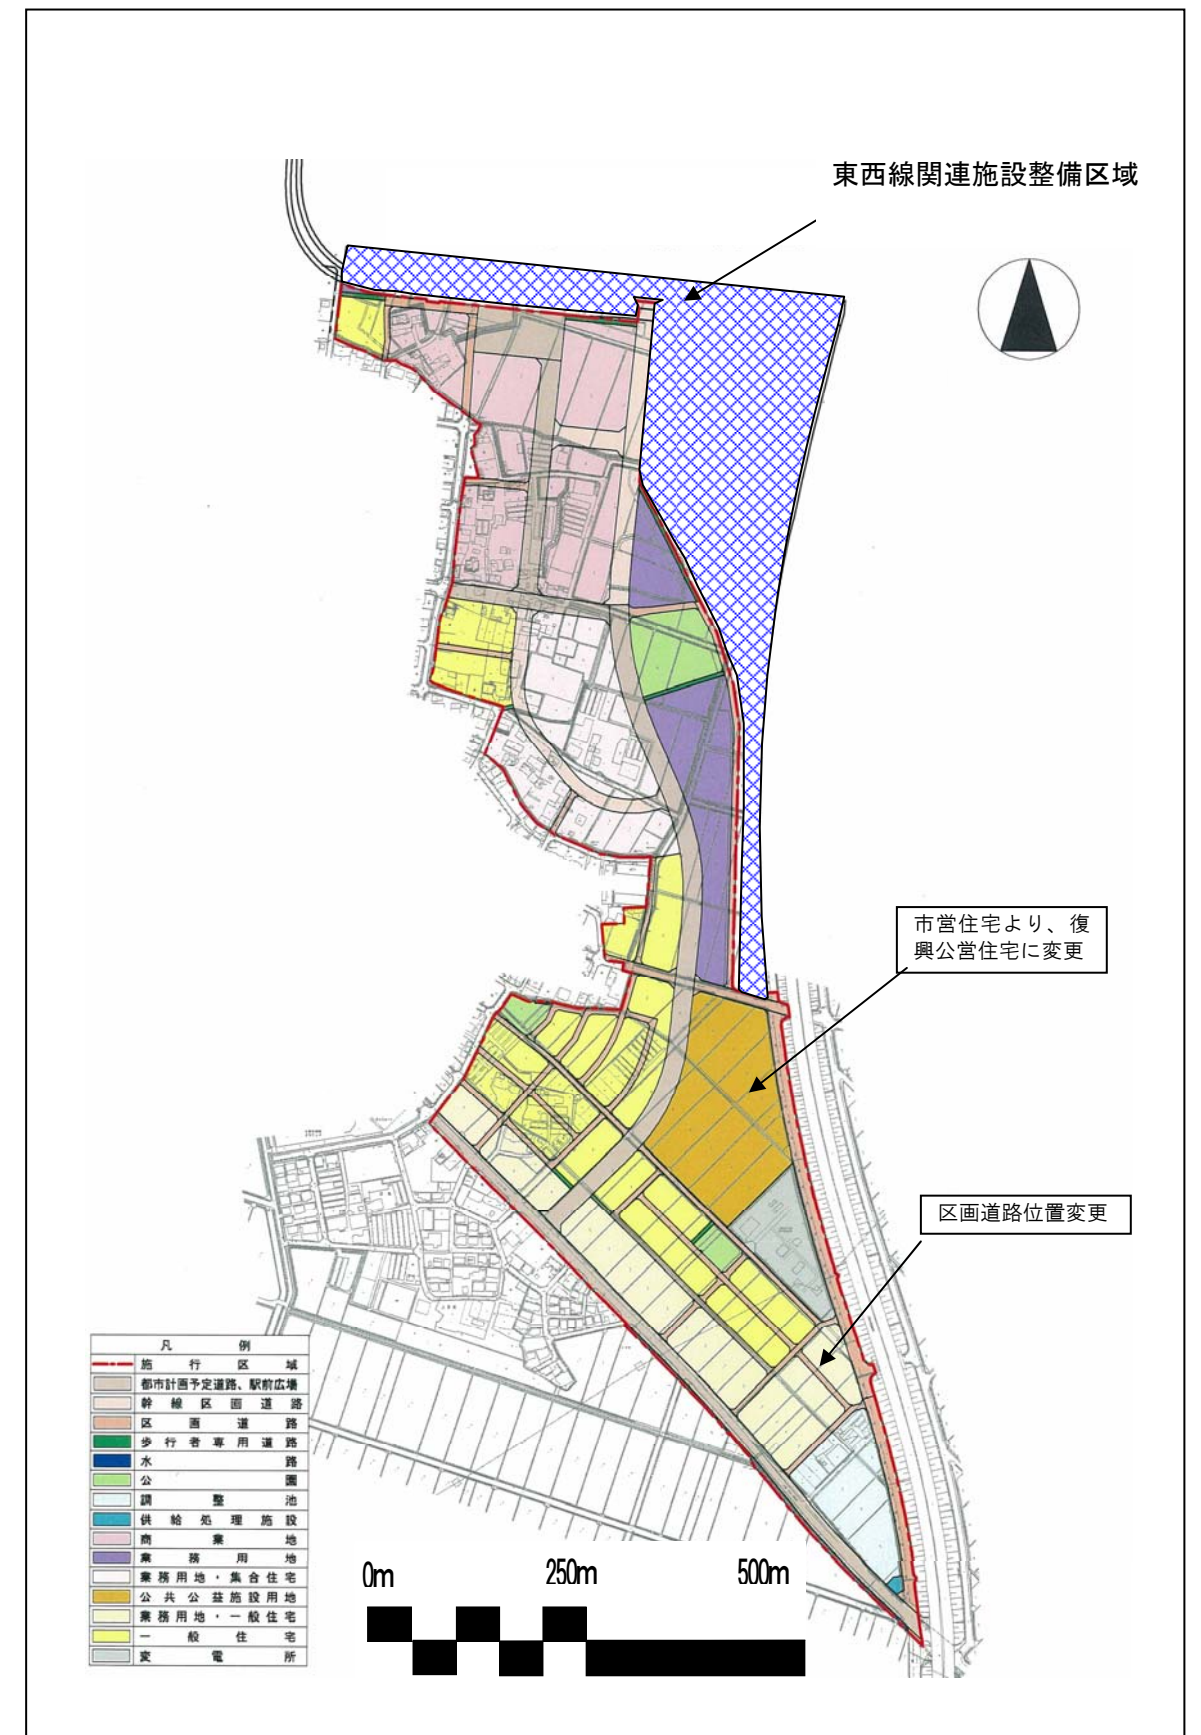 東西線関連施設整備区域
市営住宅より、復
興公営住宅に変更
区画道路位置変更
凡例
施行区域
都市計画予定道路、駅前広場
幹線区画道路
区画道路
歩行者専用道路
水路
公園
調整池
供給処理施設
商業地
業務用地
業務用地・集合住宅
公共公益施設用地
業務用地・一般住宅
一般住宅
変電所
0m 250m 500m